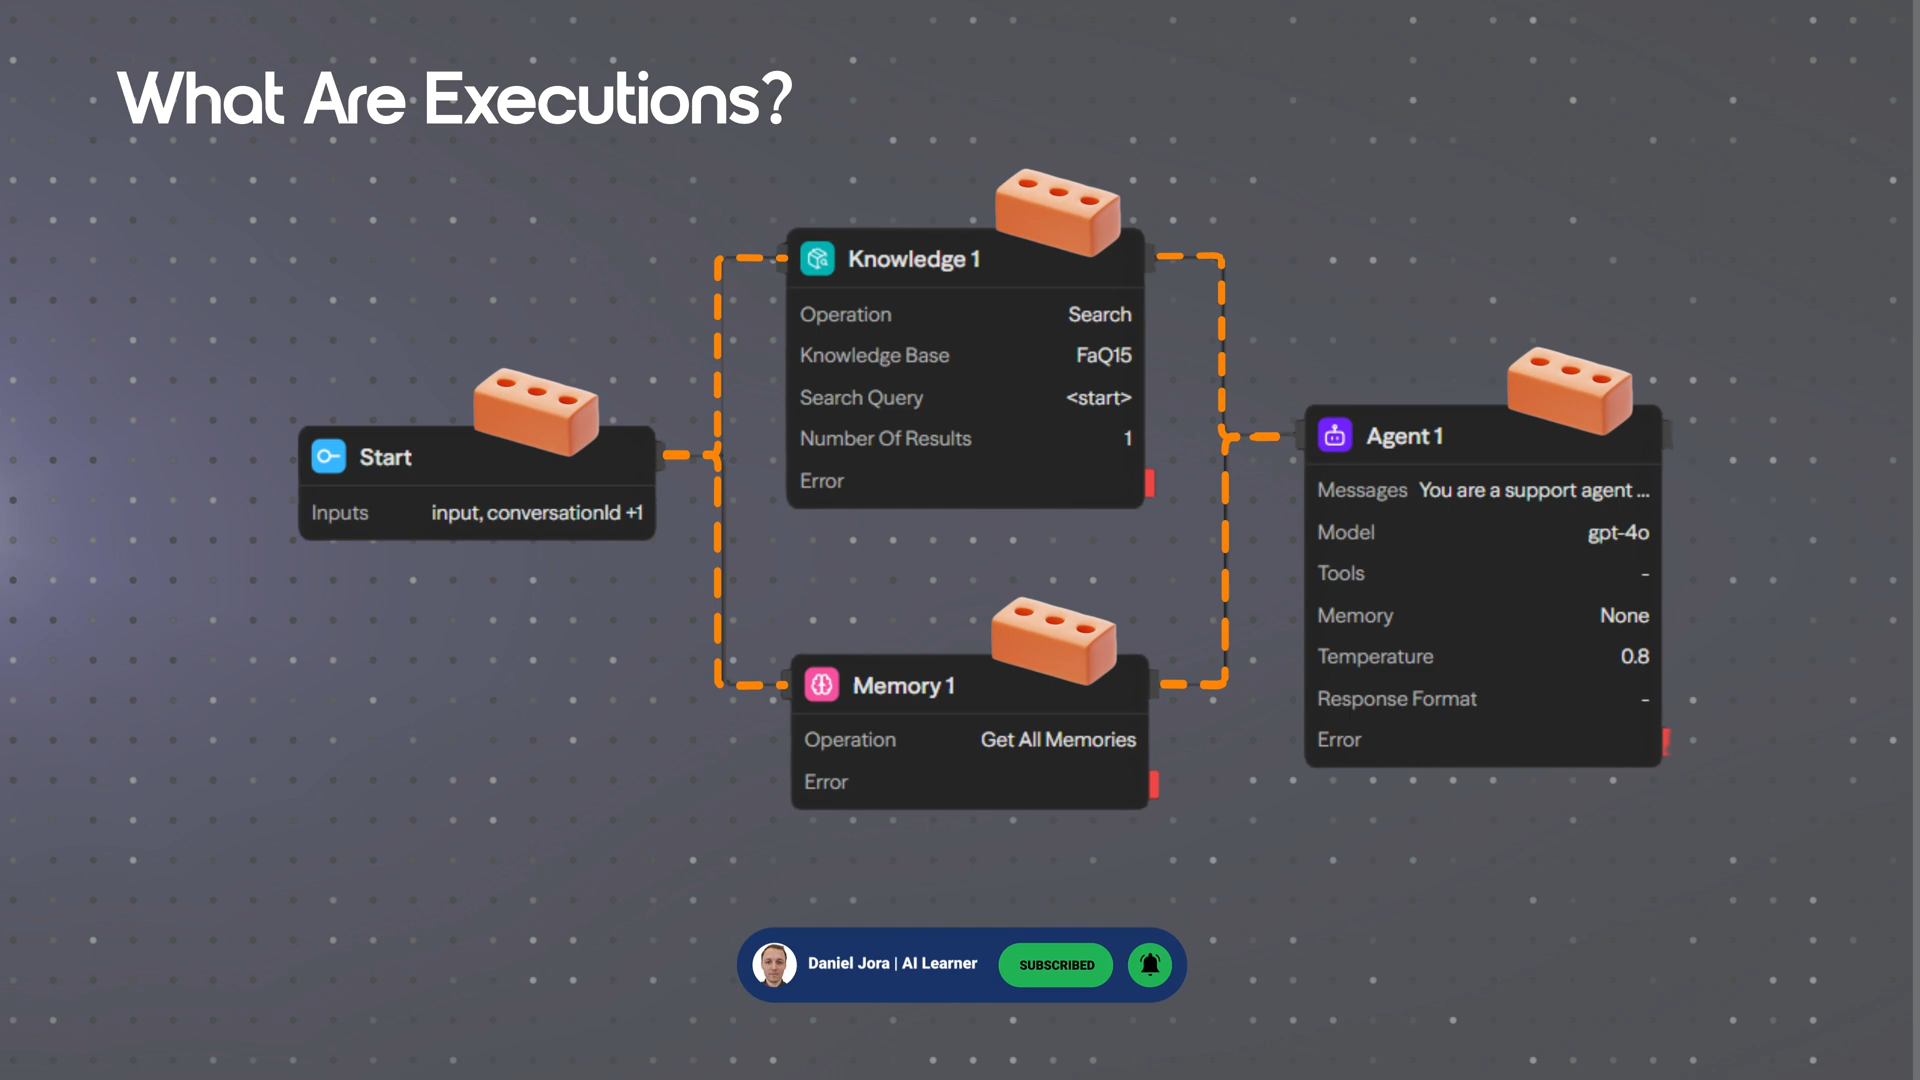 What Are Executions?
Start
Inputs input, conversationId +1
Knowledge 1
Operation Search
Knowledge Base FaQ15
Search Query <start>
Number Of Results 1
Error
Memory 1
Operation Get All Memories
Error
Agent 1
Messages You are a support agent ...
Model gpt-4o
Tools -
Memory None
Temperature 0.8
Response Format -
Error
Daniel Jora | AI Learner SUBSCRIBED